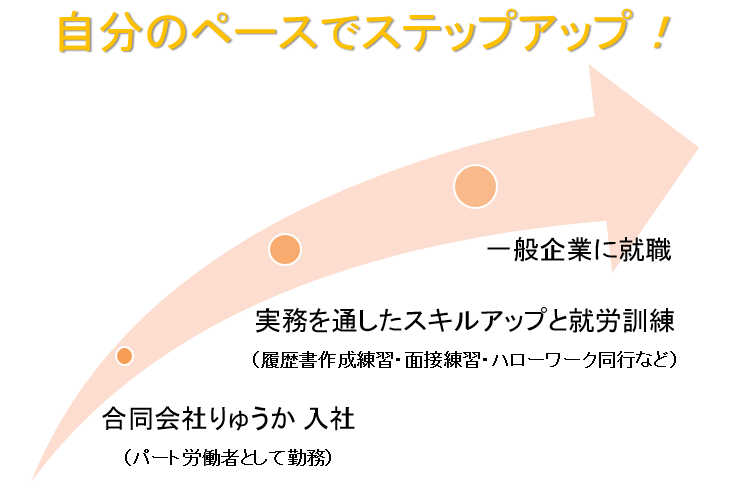 自分のペースでステップアップ！
一般企業に就職
実務を通したスキルアップと就労訓練
（履歴書作成練習・面接練習・ハローワーク同行など）
合同会社りゅうか 入社
（パート労働者として勤務）